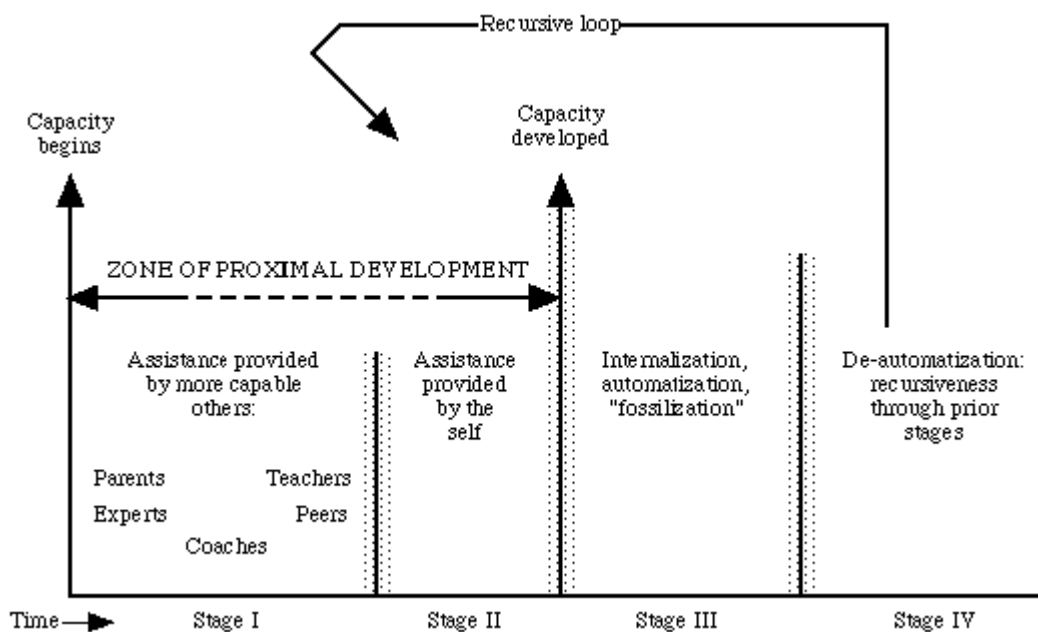 Recursive loop
Capacity
begins
Capacity
developed
ZONE OF PROXIMAL DEVELOPMENT
Assistance provided
by more capable
others:
Parents
Teachers
Experts
Peers
Coaches
Assistance
provided
by the
self
Internalization,
automatization,
"fossilization"
De-automatization:
recursiveness
through prior
stages
Time
Stage I
Stage II
Stage III
Stage IV